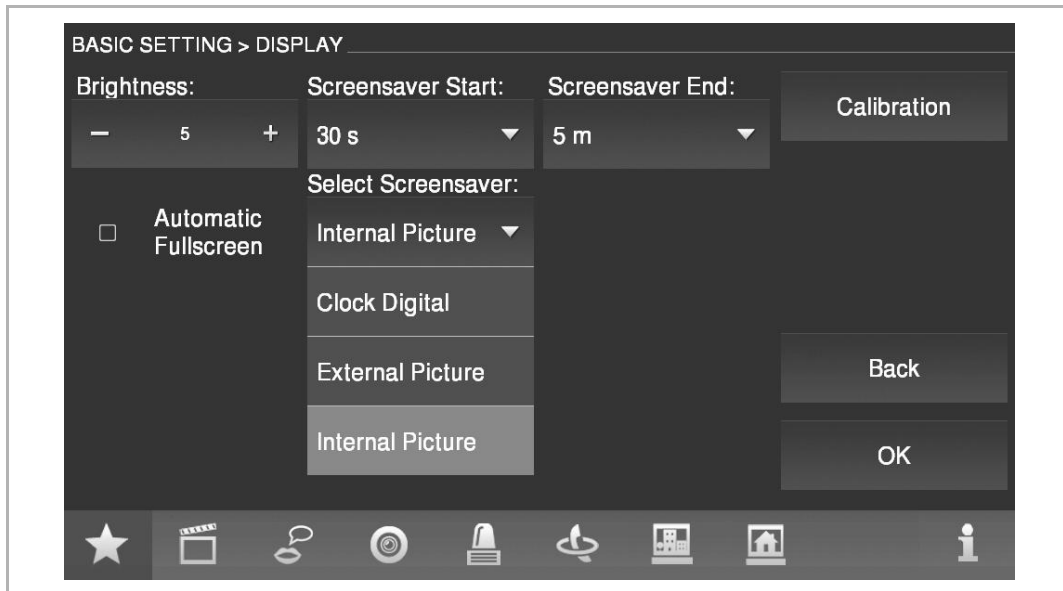 BASIC SETTING > DISPLAY
Brightness: Screensaver Start: Screensaver End:
Calibration
− 5 + 30 s 5 m
Select Screensaver:
Automatic
Fullscreen
Internal Picture
Clock Digital
External Picture
Back
Internal Picture
OK
i